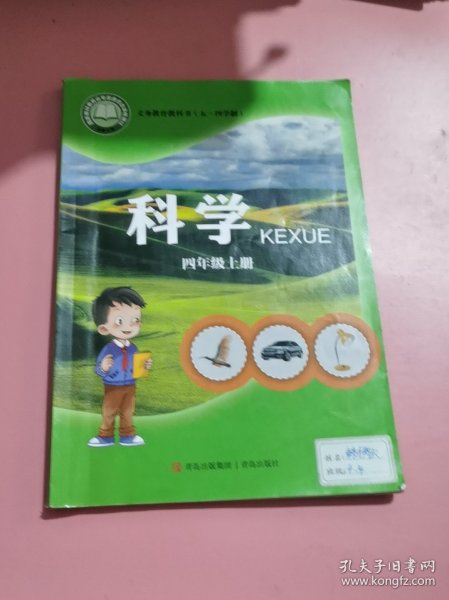 义务教育教科书(五·四学制)
科学
KEXUE
四年级上册
青岛出版集团 | 青岛出版社
姓名:
班级:
孔夫子旧书网
www.kongfz.com